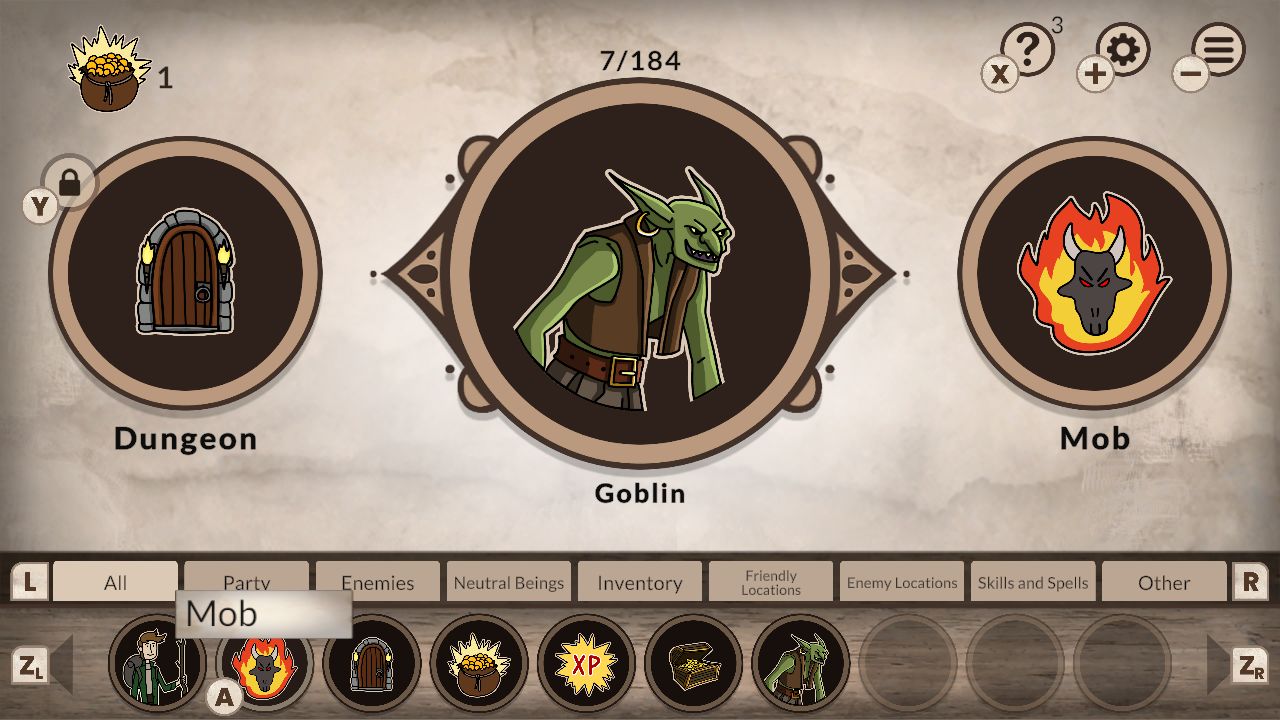 3
7/184
1
X
+
−
Y
Dungeon
Mob
Goblin
L
All
Party
Enemies
Neutral Beings
Inventory
Friendly
Locations
Enemy Locations
Skills and Spells
Other
R
Mob
ZL
A
XP
ZR
?